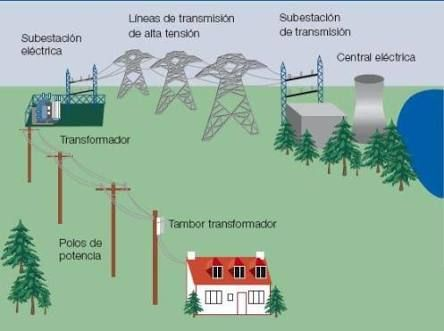 Líneas de transmisión
de alta tensión
Subestación
de transmisión
Subestación
eléctrica
Central eléctrica
Transformador
Tambor transformador
Polos de
potencia